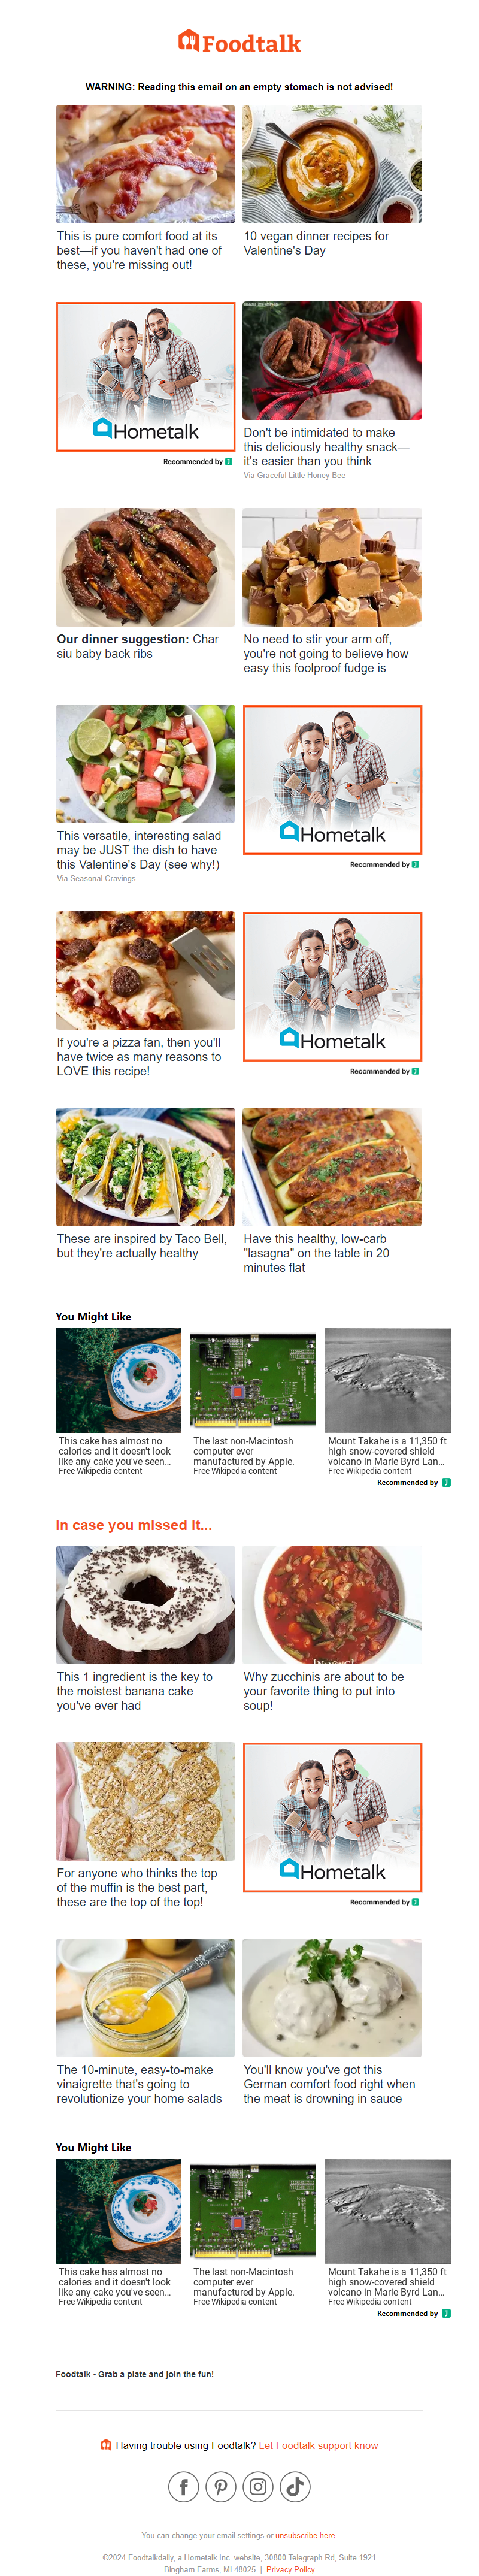 Foodtalk
WARNING: Reading this email on an empty stomach is not advised!
This is pure comfort food at its
best—if you haven't had one of
these, you're missing out!
10 vegan dinner recipes for
Valentine's Day
Hometalk
Recommended by
Don't be intimidated to make
this deliciously healthy snack—
it's easier than you think
Via Graceful Little Honey Bee
Our dinner suggestion: Char
siu baby back ribs
No need to stir your arm off,
you're not going to believe how
easy this foolproof fudge is
This versatile, interesting salad
may be JUST the dish to have
this Valentine's Day (see why!)
Via Seasonal Cravings
Hometalk
Recommended by
If you're a pizza fan, then you'll
have twice as many reasons to
LOVE this recipe!
Hometalk
Recommended by
These are inspired by Taco Bell,
but they're actually healthy
Have this healthy, low-carb
"lasagna" on the table in 20
minutes flat
You Might Like
This cake has almost no
calories and it doesn't look
like any cake you've seen...
Free Wikipedia content
The last non-Macintosh
computer ever
manufactured by Apple.
Free Wikipedia content
Mount Takahe is a 11,350 ft
high snow-covered shield
volcano in Marie Byrd Lan...
Free Wikipedia content
Recommended by
In case you missed it...
This 1 ingredient is the key to
the moistest banana cake
you've ever had
Why zucchinis are about to be
your favorite thing to put into
soup!
For anyone who thinks the top
of the muffin is the best part,
these are the top of the top!
Hometalk
Recommended by
The 10-minute, easy-to-make
vinaigrette that's going to
revolutionize your home salads
You'll know you've got this
German comfort food right when
the meat is drowning in sauce
You Might Like
This cake has almost no
calories and it doesn't look
like any cake you've seen...
Free Wikipedia content
The last non-Macintosh
computer ever
manufactured by Apple.
Free Wikipedia content
Mount Takahe is a 11,350 ft
high snow-covered shield
volcano in Marie Byrd Lan...
Free Wikipedia content
Recommended by
Foodtalk - Grab a plate and join the fun!
Having trouble using Foodtalk? Let Foodtalk support know
You can change your email settings or unsubscribe here.
©2024 Foodtalkdaily, a Hometalk Inc. website, 30800 Telegraph Rd, Suite 1921
Bingham Farms, MI 48025 | Privacy Policy